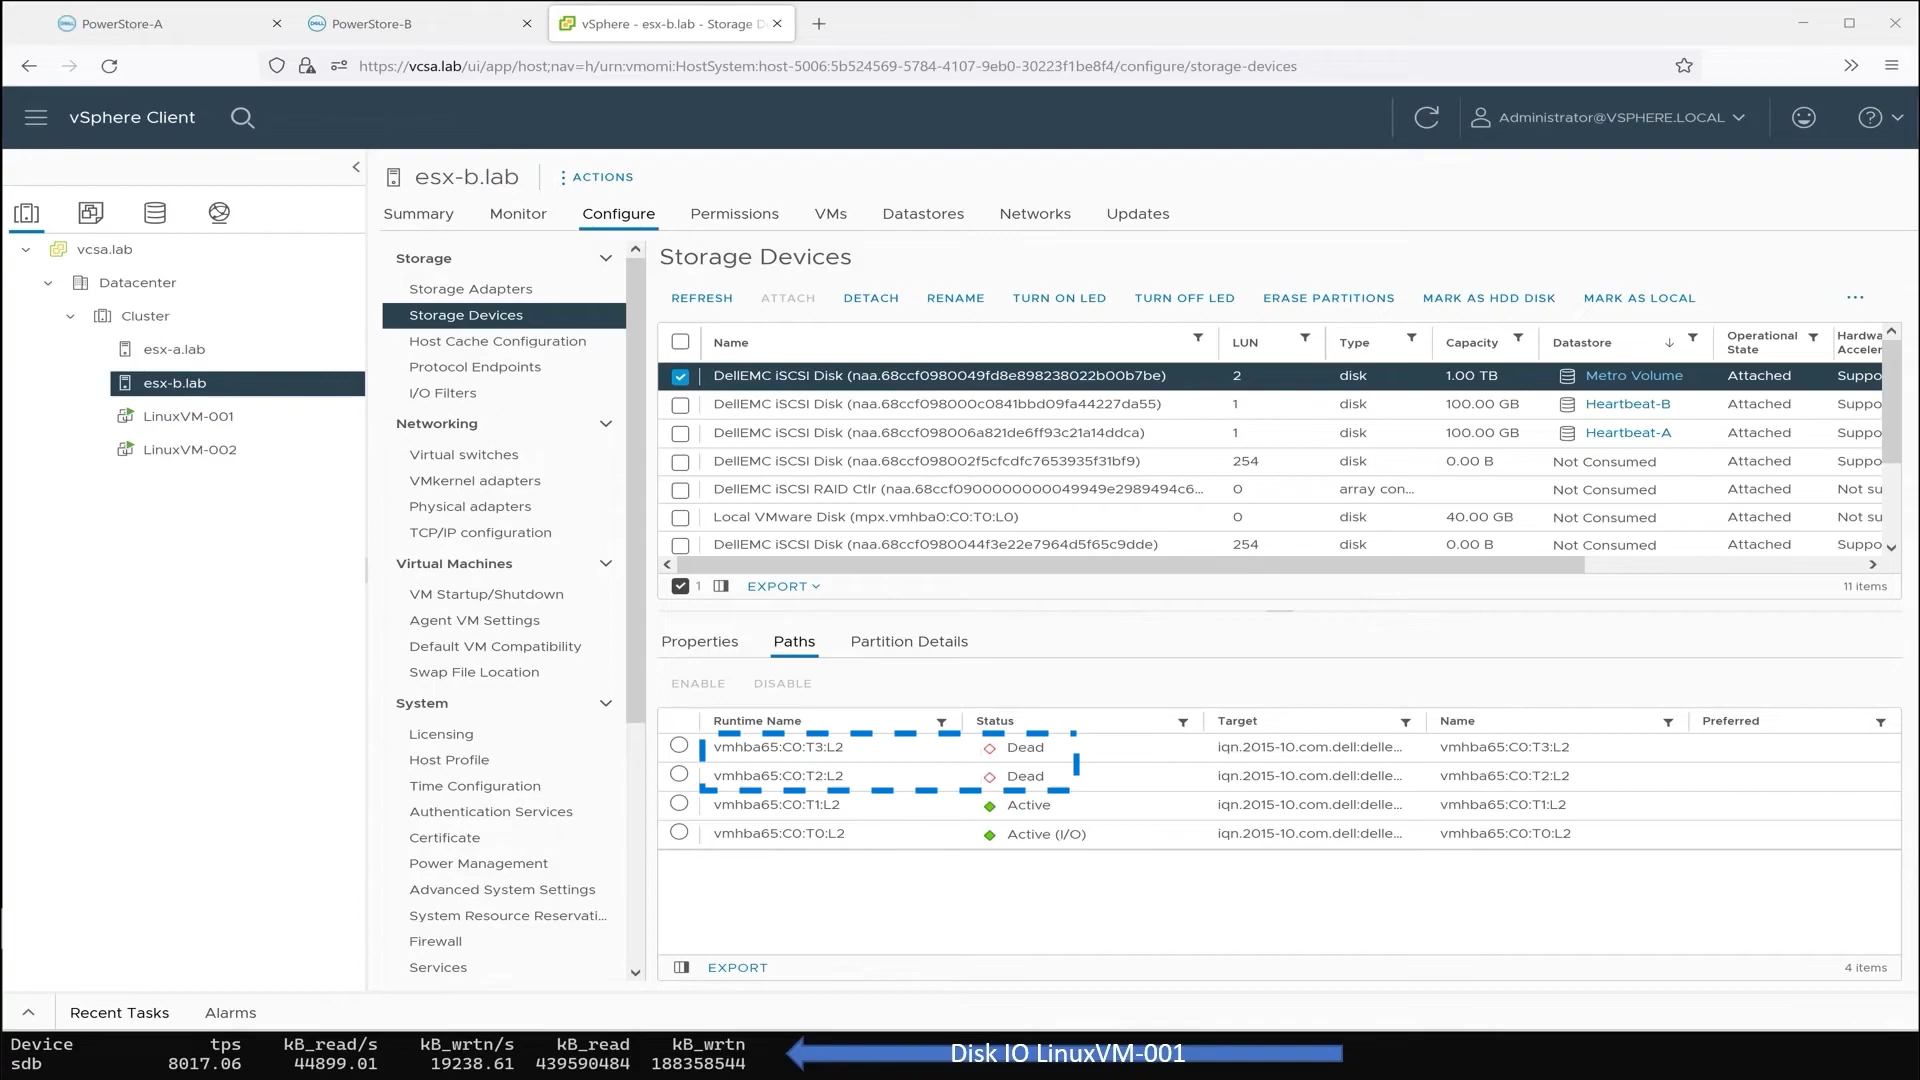 PowerStore-A
PowerStore-B
vSphere - esx-b.lab - Storage D
https://vcsa.lab/ui/app/host;nav=h/urn:vmomi:HostSystem:host-5006:5b524569-5784-4107-9eb0-30223f1be8f4/configure/storage-devices
vSphere Client
Administrator@VSPHERE.LOCAL
vcsa.lab
Datacenter
Cluster
esx-a.lab
esx-b.lab
LinuxVM-001
LinuxVM-002
esx-b.lab
ACTIONS
Summary Monitor Configure Permissions VMs Datastores Networks Updates
Storage
Storage Adapters
Storage Devices
Host Cache Configuration
Protocol Endpoints
I/O Filters
Networking
Virtual switches
VMkernel adapters
Physical adapters
TCP/IP configuration
Virtual Machines
VM Startup/Shutdown
Agent VM Settings
Default VM Compatibility
Swap File Location
System
Licensing
Host Profile
Time Configuration
Authentication Services
Certificate
Power Management
Advanced System Settings
System Resource Reservati...
Firewall
Services
Storage Devices
REFRESH ATTACH DETACH RENAME TURN ON LED TURN OFF LED ERASE PARTITIONS MARK AS HDD DISK MARK AS LOCAL ...
Name LUN Type Capacity Datastore Operational State Hardwa Acceler
DellEMC iSCSI Disk (naa.68ccf0980049fd8e898238022b00b7be) 2 disk 1.00 TB Metro Volume Attached Suppo
DellEMC iSCSI Disk (naa.68ccf098000c0841bbd09fa44227da55) 1 disk 100.00 GB Heartbeat-B Attached Suppo
DellEMC iSCSI Disk (naa.68ccf098006a821de6ff93c21a14ddca) 1 disk 100.00 GB Heartbeat-A Attached Suppo
DellEMC iSCSI Disk (naa.68ccf098002f5cfcdfc7653935f31bf9) 254 disk 0.00 B Not Consumed Attached Suppo
DellEMC iSCSI RAID Ctlr (naa.68ccf0900000000049949e2989494c6... 0 array con... Not Consumed Attached Not su
Local VMware Disk (mpx.vmhba0:C0:T0:L0) 0 disk 40.00 GB Not Consumed Attached Not su
DellEMC iSCSI Disk (naa.68ccf0980044f3e22e7964d5f65c9dde) 254 disk 0.00 B Not Consumed Attached Suppo
1 EXPORT 11 items
Properties Paths Partition Details
ENABLE DISABLE
Runtime Name Status Target Name Preferred
vmhba65:C0:T3:L2 Dead iqn.2015-10.com.dell:delle... vmhba65:C0:T3:L2
vmhba65:C0:T2:L2 Dead iqn.2015-10.com.dell:delle... vmhba65:C0:T2:L2
vmhba65:C0:T1:L2 Active iqn.2015-10.com.dell:delle... vmhba65:C0:T1:L2
vmhba65:C0:T0:L2 Active (I/O) iqn.2015-10.com.dell:delle... vmhba65:C0:T0:L2
EXPORT 4 items
Recent Tasks Alarms
Device tps kB_read/s kB_wrtn/s kB_read kB_wrtn
sdb 8017.06 44899.01 19238.61 439590484 188358544
Disk IO LinuxVM-001